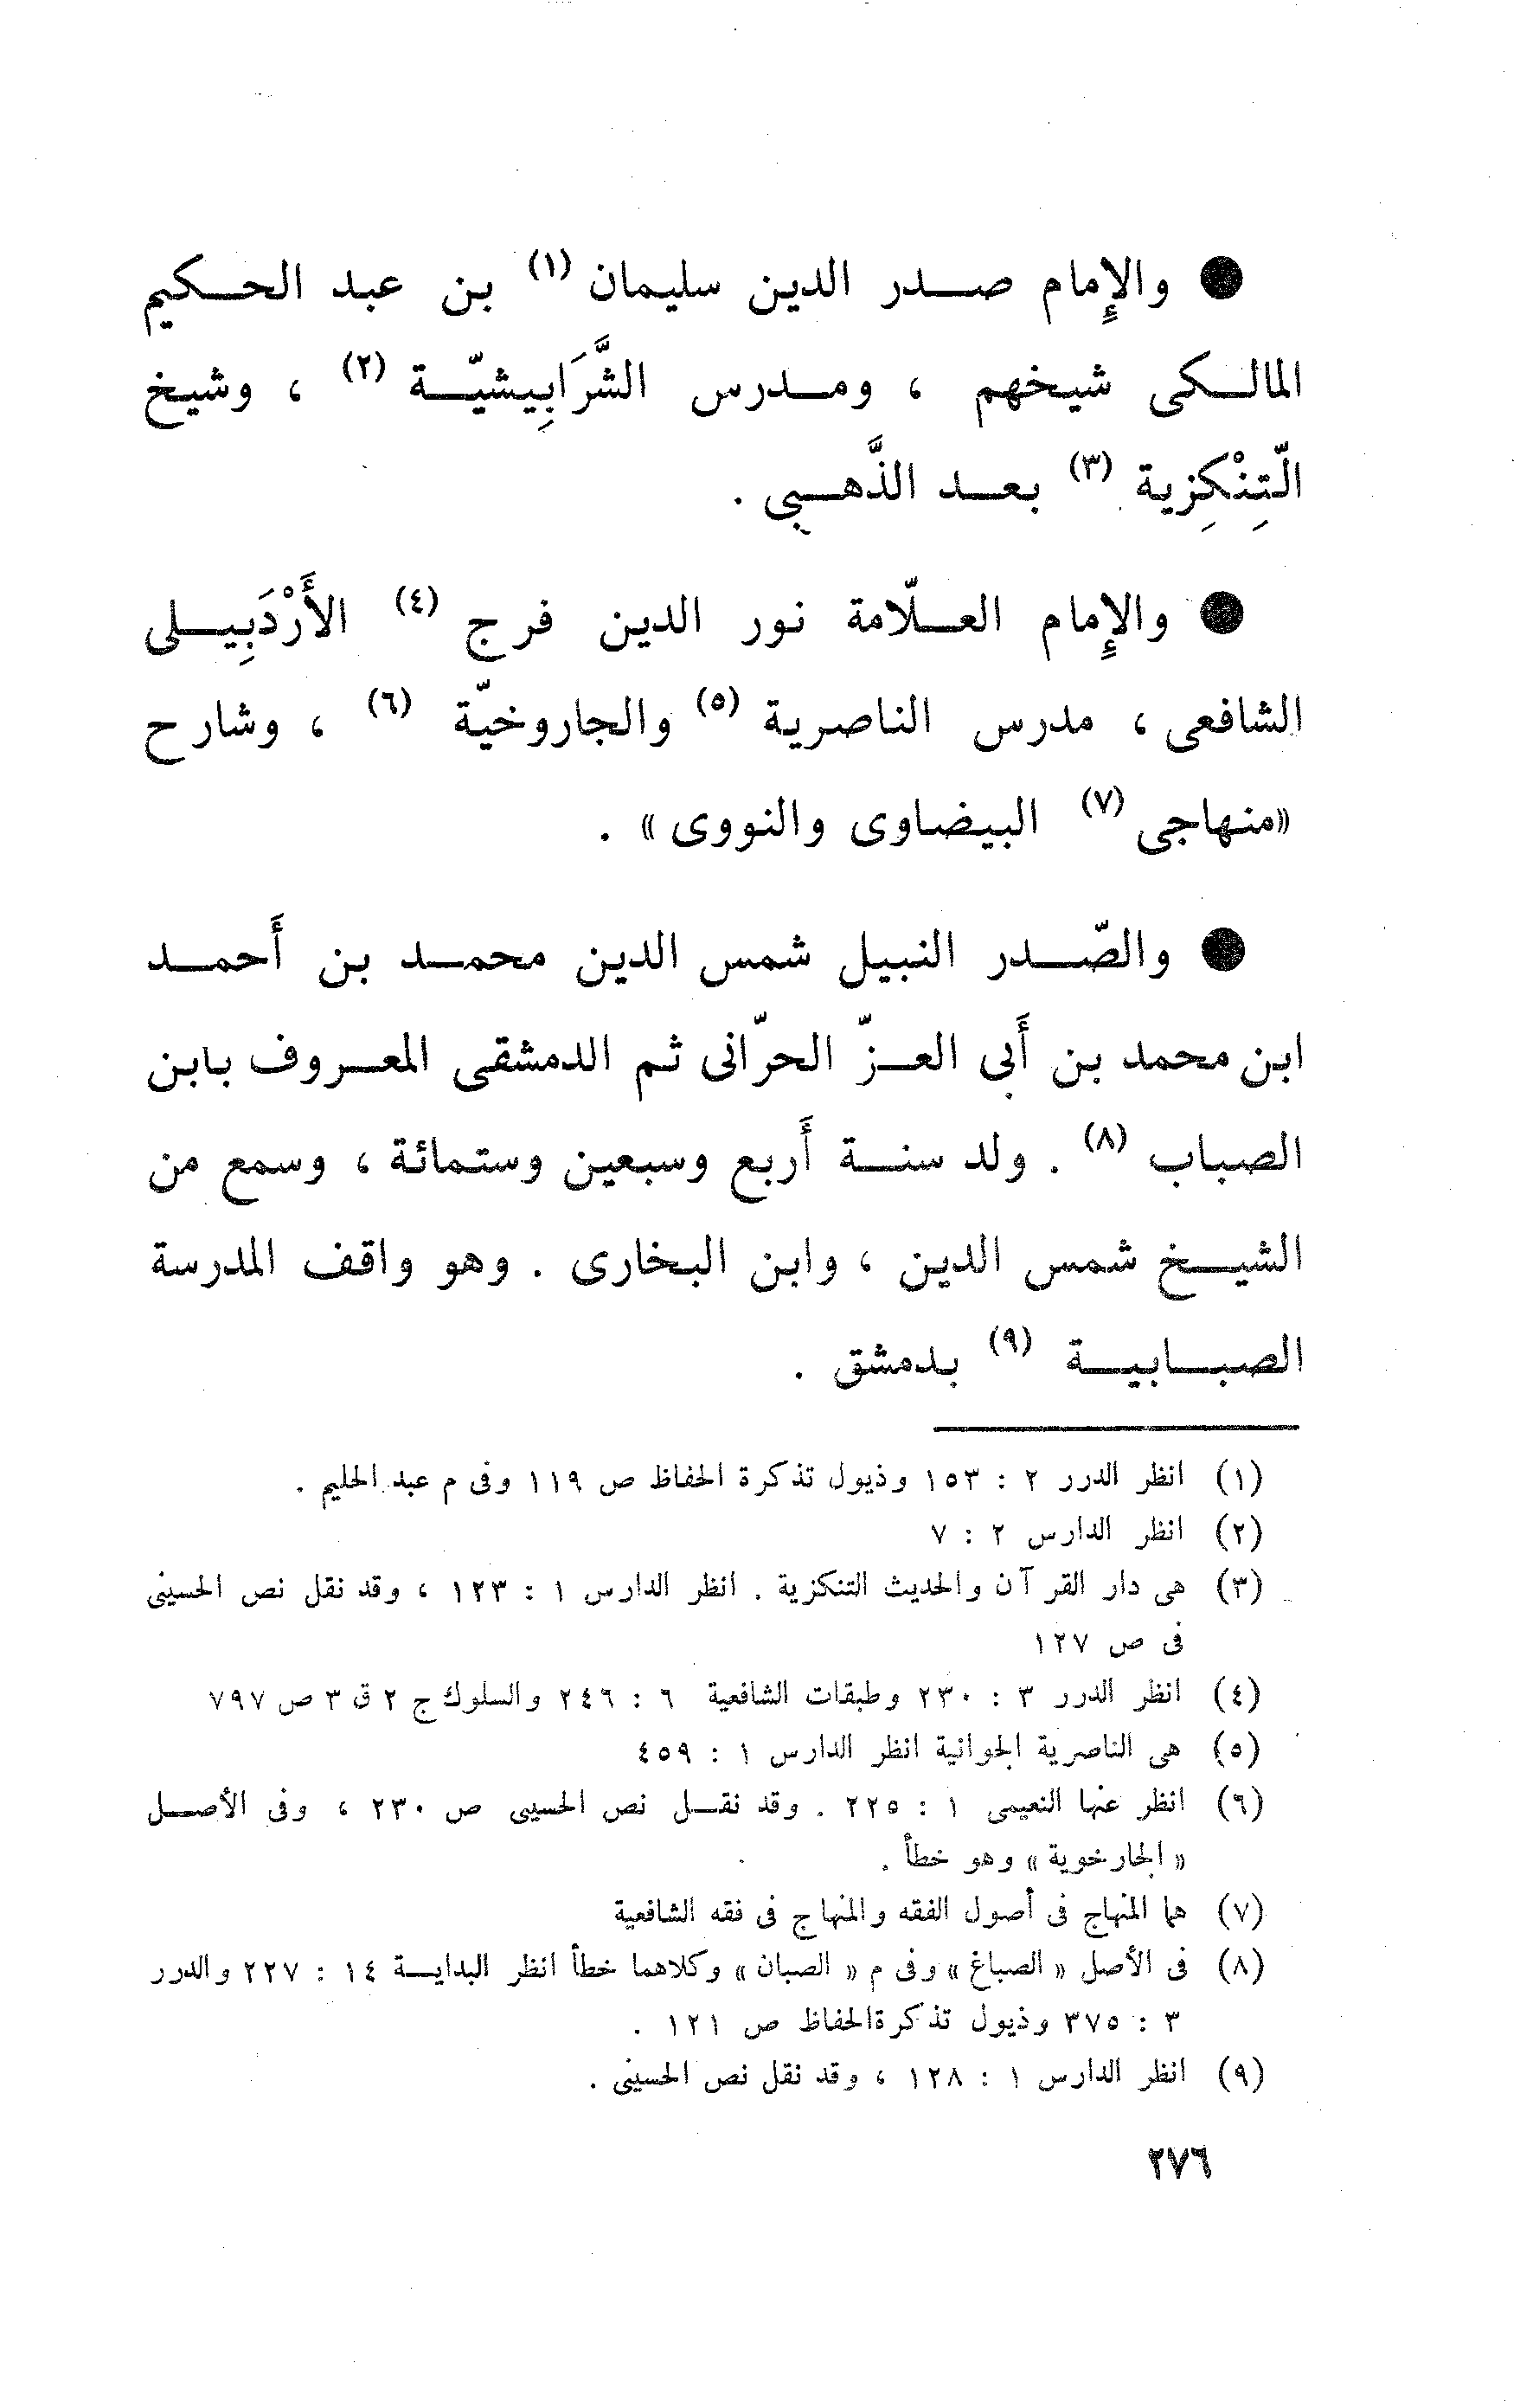 ● والإِمام صدر الدين سليمان (١) بن عبد الحكيم
المالكى شيخهم ، ومدرس الشَّرَابِيشيّة (٢) ، وشيخ
الّتِنْكِزية (٣) بعد الذَّهبى .
● والإِمام العلّامة نور الدين فرج (٤) الأَرْدَبِيلى
الشافعى ، مدرس الناصرية (٥) والجاروخيّة (٦) ، وشارح
«منهاجى (٧) البيضاوى والنووى» .
● والصّدر النبيل شمس الدين محمد بن أَحمد
ابن محمد بن أَبى العزّ الحرّانى ثم الدمشقى المعروف بابن
الصباب (٨) . ولد سنة أَربع وسبعين وستمائة ، وسمع من
الشيخ شمس الدين ، وابن البخارى . وهو واقف المدرسة
الصبابية (٩) بدمشق .
(١) انظر الدرر ٢ : ١٥٣ وذيول تذكرة الحفاظ ص ١١٩ وفى م عبد الحليم .
(٢) انظر الدارس ٢ : ٧
(٣) هى دار القرآن والحديث التنكزية . انظر الدارس ١ : ١٢٣ ، وقد نقل نص الحسينى
فى ص ١٢٧
(٤) انظر الدرر ٣ : ٢٣٠ وطبقات الشافعية ٦ : ٢٤٦ والسلوك ج ٢ ق ٣ ص ٧٩٧
(٥) هى الناصرية الجوانية انظر الدارس ١ : ٤٥٩
(٦) انظر عنها النعيمى ١ : ٢٢٥ . وقد نقل نص الحسينى ص ٢٣٠ ، وفى الأصل
« الجارخوية » وهو خطأ .
(٧) هما المنهاج فى أصول الفقه والمنهاج فى فقه الشافعية
(٨) فى الأصل « الصباغ » وفى م « الصبان » وكلاهما خطأ انظر البداية ١٤ : ٢٢٧ والدرر
٣ : ٣٧٥ وذيول تذكرة الحفاظ ص ١٢١ .
(٩) انظر الدارس ١ : ١٢٨ ، وقد نقل نص الحسينى .
٢٧٦